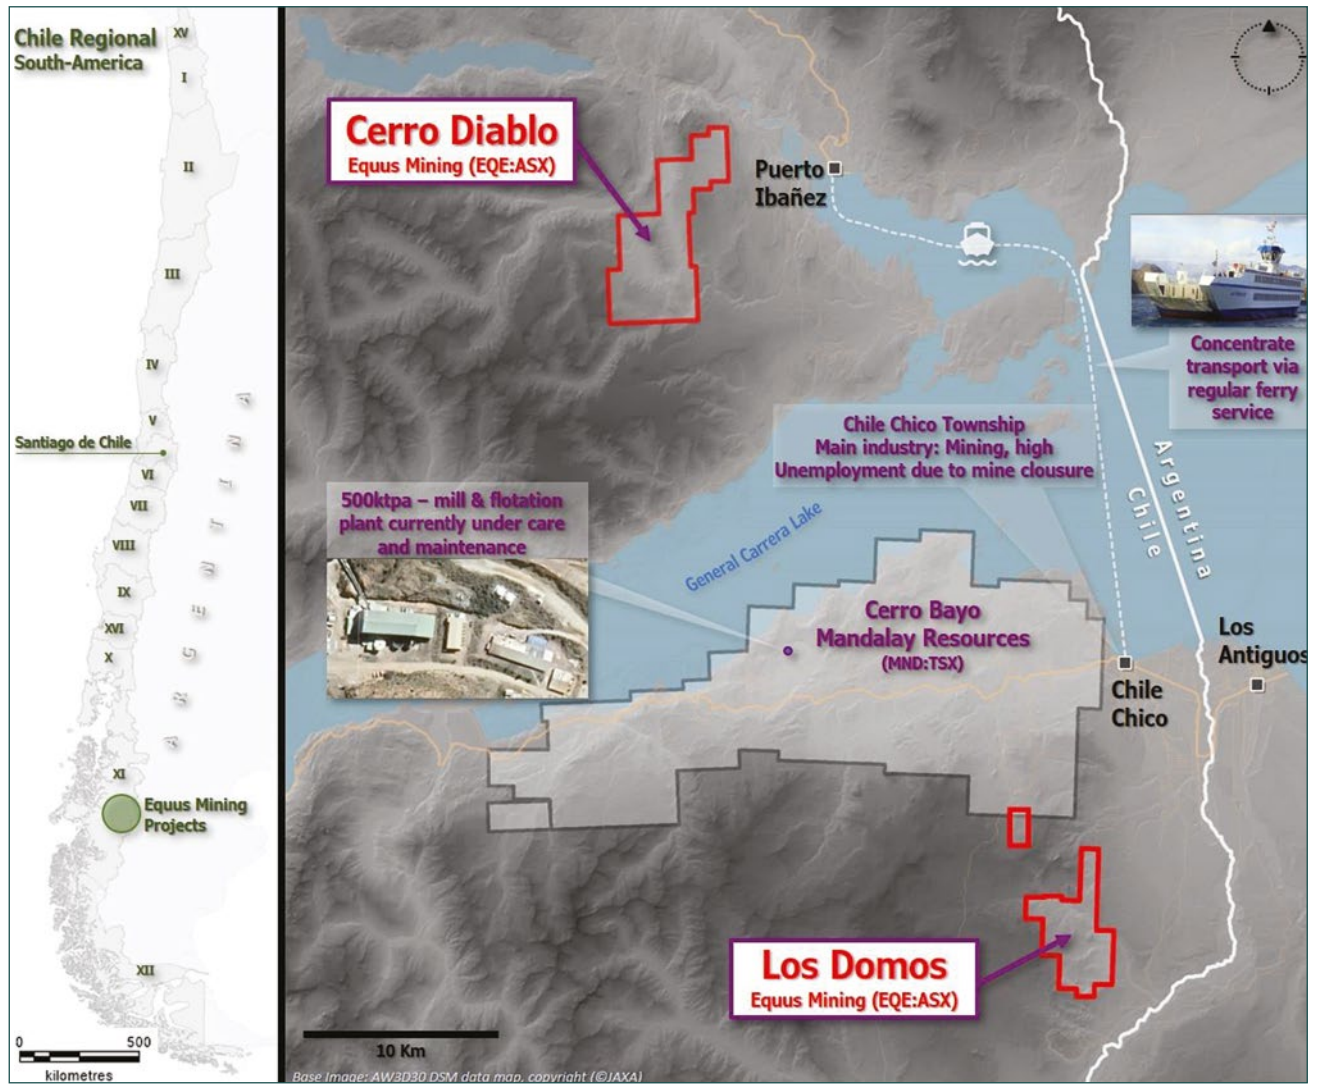 Chile Regional
South-America
XV
I
II
III
IV
V
Santiago de Chile
VI
VII
VIII
IX
XVI
X
XI
Equus Mining
Projects
XII
ARGENTINA
0 500
kilometres
Cerro Diablo
Equus Mining (EQE:ASX)
Puerto
Ibañez
Concentrate
transport via
regular ferry
service
Chile Chico Township
Main industry: Mining, high
Unemployment due to mine clousure
500ktpa – mill & flotation
plant currently under care
and maintenance
General Carrera Lake
Argentina
Chile
Cerro Bayo
Mandalay Resources
(MND:TSX)
Los
Antiguos
Chile
Chico
Los Domos
Equus Mining (EQE:ASX)
10 Km
Base Image: AW3D30 DSM data map, copyright (©JAXA)